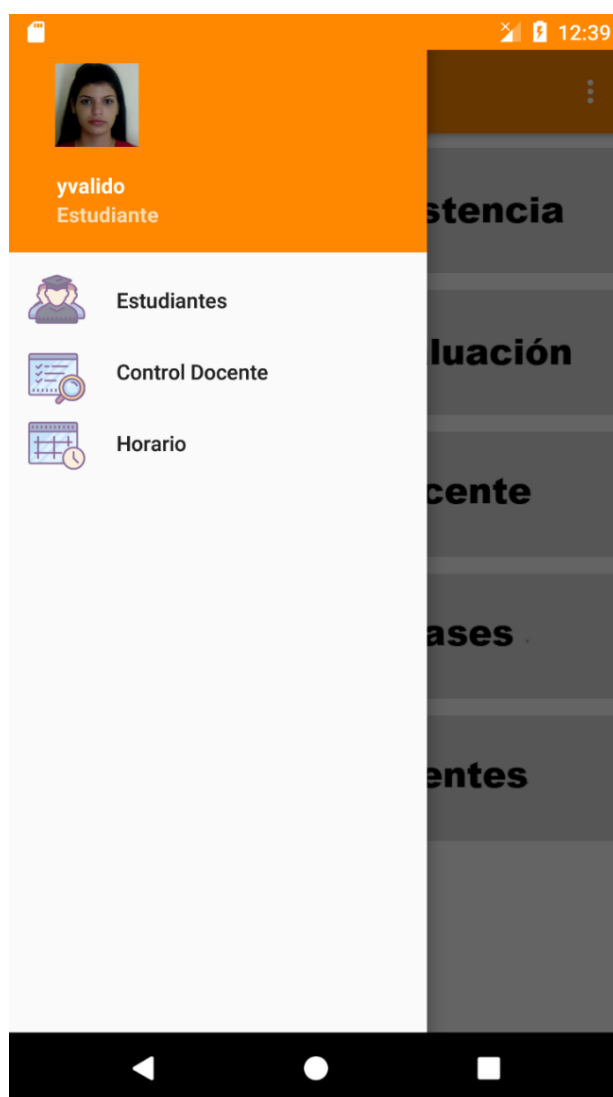 12:39
yvalido
Estudiante
stencia
Estudiantes
luación
Control Docente
Horario
cente
ases
entes